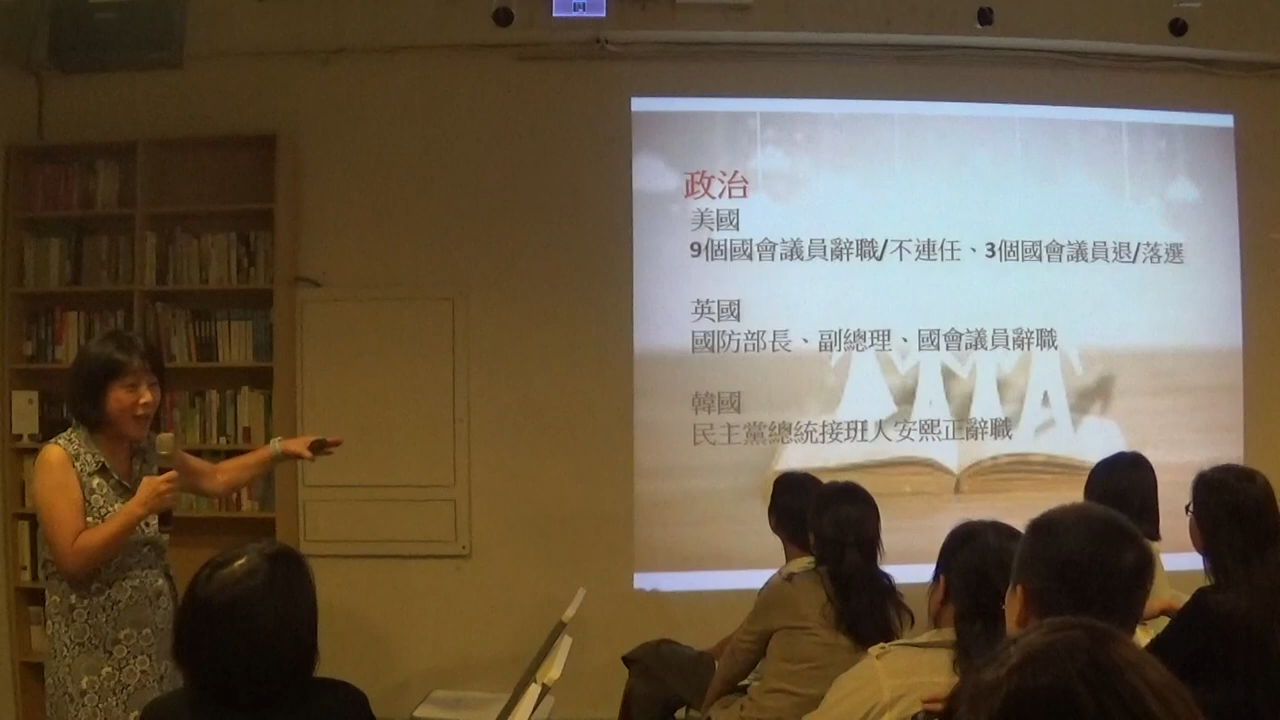 政治
美國
9個國會議員辭職/不連任、3個國會議員退/落選
英國
國防部長、副總理、國會議員辭職
韓國
民主黨總統接班人安熙正辭職